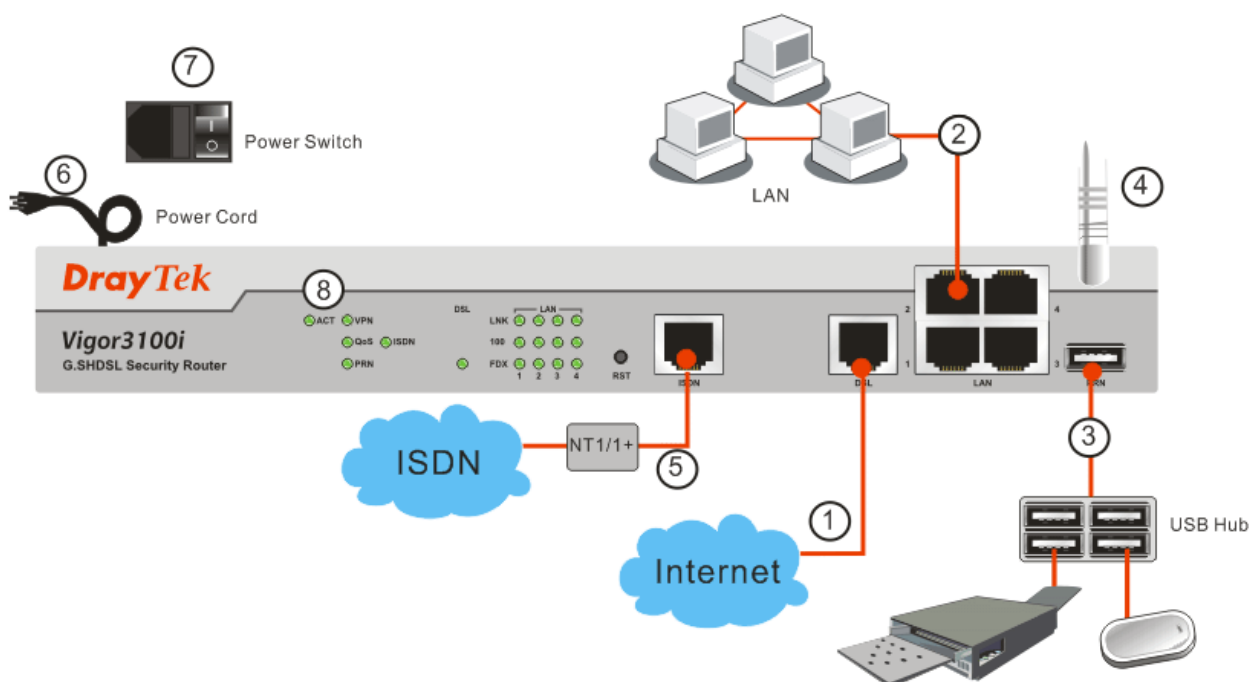 7
Power Switch
6
Power Cord
LAN
2
4
DrayTek
Vigor3100i
G.SHDSL Security Router
8
ACT VPN
QoS ISDN
PRN
DSL
LAN
LNK
100
FDX
1 2 3 4
RST
ISDN
DSL
2
1
LAN
4
3
PRN
ISDN
NT1/1+
5
Internet
1
3
USB Hub